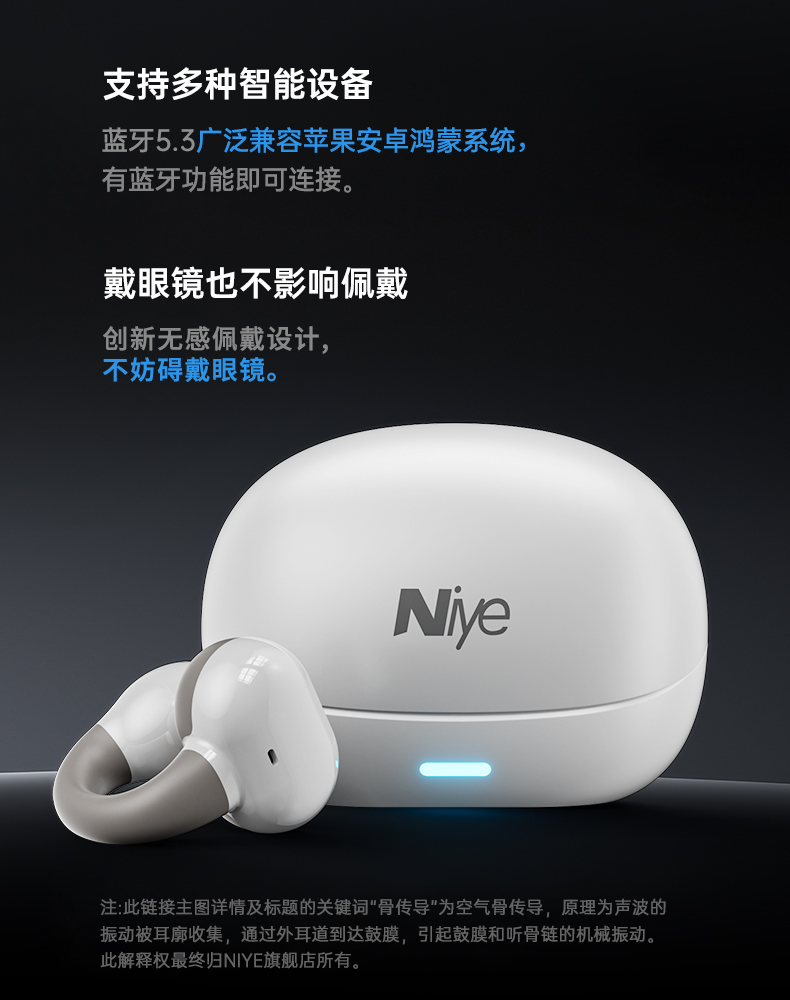 支持多种智能设备
蓝牙5.3广泛兼容苹果安卓鸿蒙系统，
有蓝牙功能即可连接。
戴眼镜也不影响佩戴
创新无感佩戴设计，
不妨碍戴眼镜。
Niye
注:此链接主图详情及标题的关键词“骨传导”为空气骨传导，原理为声波的
振动被耳廓收集，通过外耳道到达鼓膜，引起鼓膜和听骨链的机械振动。
此解释权最终归NIYE旗舰店所有。